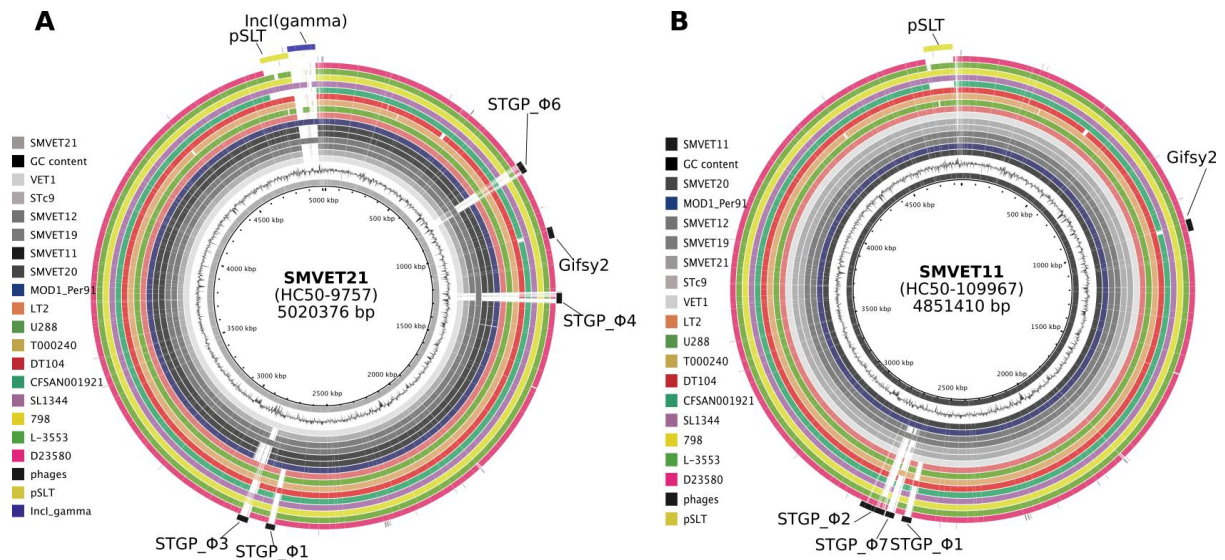 A
IncI(gamma)
pSLT
STGP_Φ6
Gifsy2
STGP_Φ4
STGP_Φ3
STGP_Φ1
SMVET21
GC content
VET1
STc9
SMVET12
SMVET19
SMVET11
SMVET20
MOD1_Per91
LT2
U288
T000240
DT104
CFSAN001921
SL1344
798
L-3553
D23580
phages
pSLT
IncI_gamma
5000 kbp
500 kbp
1000 kbp
1500 kbp
2000 kbp
2500 kbp
3000 kbp
3500 kbp
4000 kbp
4500 kbp
SMVET21
(HC50-9757)
5020376 bp
B
pSLT
Gifsy2
STGP_Φ2
STGP_Φ7
STGP_Φ1
SMVET11
GC content
SMVET20
MOD1_Per91
SMVET12
SMVET19
SMVET21
STc9
VET1
LT2
U288
T000240
DT104
CFSAN001921
SL1344
798
L-3553
D23580
phages
pSLT
500 kbp
1000 kbp
1500 kbp
2000 kbp
2500 kbp
3000 kbp
3500 kbp
4000 kbp
4500 kbp
SMVET11
(HC50-109967)
4851410 bp